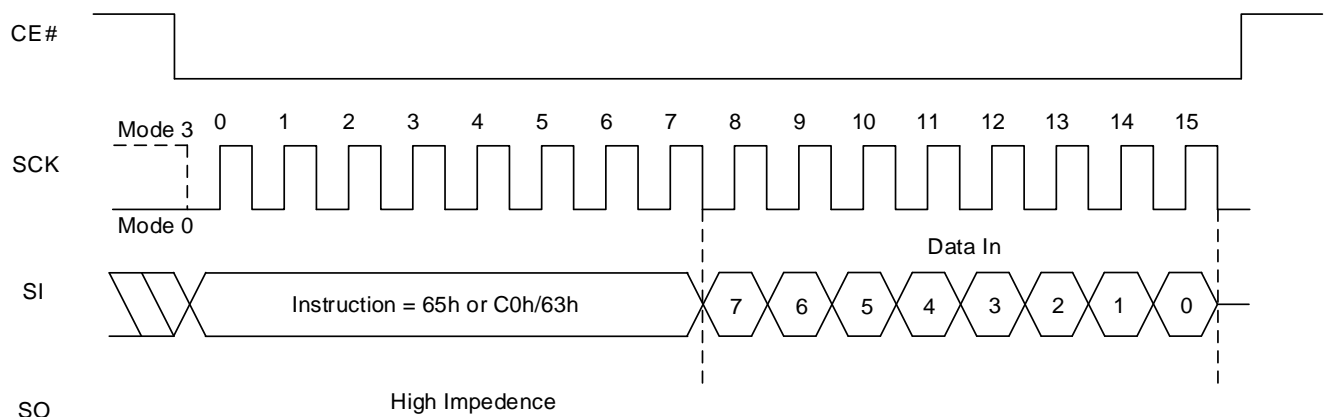 CE#
Mode 3
0 1 2 3 4 5 6 7 8 9 10 11 12 13 14 15
SCK
Mode 0
Data In
SI
Instruction = 65h or C0h/63h
7 6 5 4 3 2 1 0
High Impedence
SO